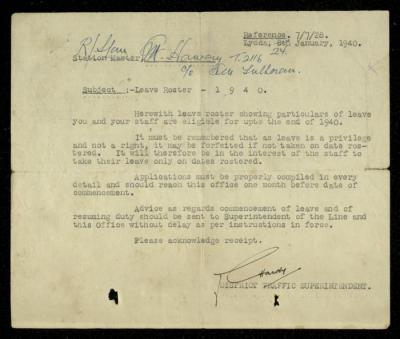 Reference. 7/7/28.
Lydda, 8th January, 1940.
24.
Station Master, T. 2116
c/o
Subject :-Leave Roster - 1 9 4 0.
Herewith leave roster showing particulars of leave
you and your staff are eligible for upto the end of 1940.
It must be remembered that as leave is a privilege
and not a right, it may be forfeited if not taken on date ros-
tered. It will therefore be in the interest of the staff to
take their leave only on dates rostered.
Applications must be properly compiled in every
detail and should reach this office one month before date of
commencement.
Advice as regards commencement of leave and of
resuming duty should be sent to Superintendent of the Line and
this Office without delay as per instructions in force.
Please acknowledge receipt.
Hardy
DISTRICT TRAFFIC SUPERINTENDENT.